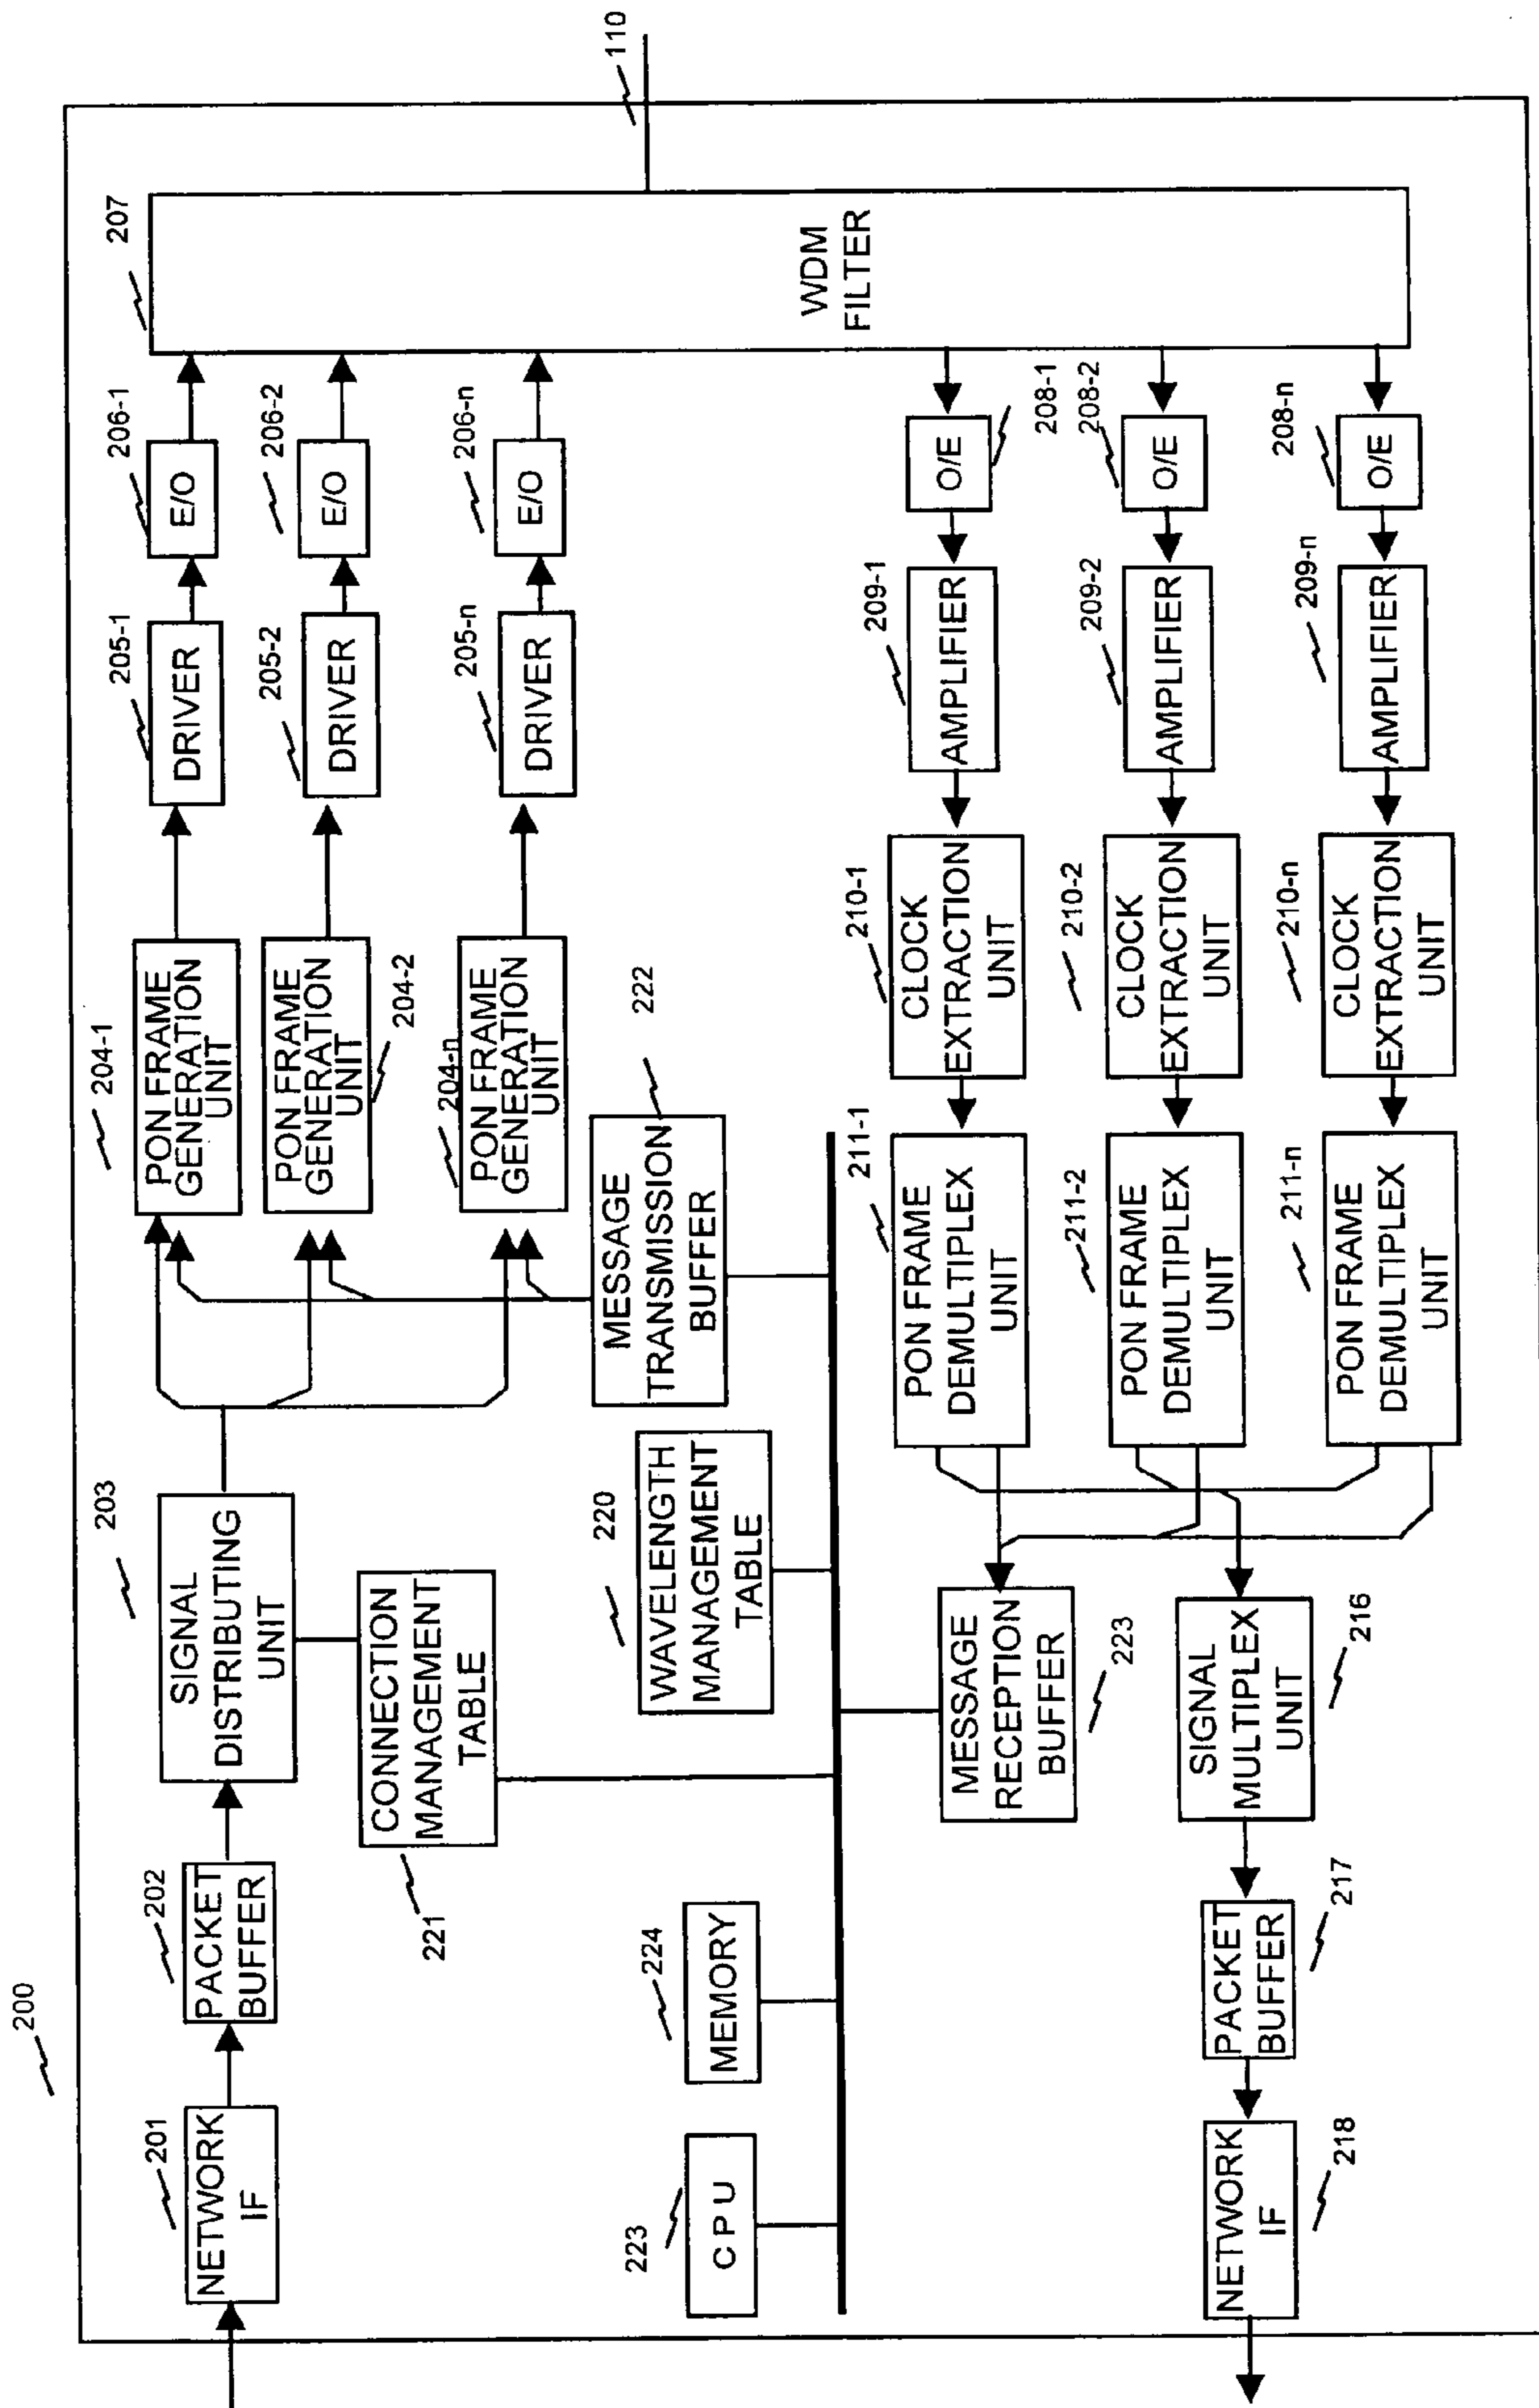 200
201
NETWORK
IF
202
PACKET
BUFFER
203
SIGNAL
DISTRIBUTING
UNIT
221
CONNECTION
MANAGEMENT
TABLE
204-1
PON FRAME
GENERATION
UNIT
204-2
PON FRAME
GENERATION
UNIT
204-n
PON FRAME
GENERATION
UNIT
205-1
DRIVER
205-2
DRIVER
205-n
DRIVER
206-1
E/O
206-2
E/O
206-n
E/O
207
WDM
FILTER
110
223
CPU
224
MEMORY
220
WAVELENGTH
MANAGEMENT
TABLE
222
MESSAGE
TRANSMISSION
BUFFER
208-1
O/E
208-2
O/E
208-n
O/E
209-1
AMPLIFIER
209-2
AMPLIFIER
209-n
AMPLIFIER
210-1
CLOCK
EXTRACTION
UNIT
210-2
CLOCK
EXTRACTION
UNIT
210-n
CLOCK
EXTRACTION
UNIT
211-1
PON FRAME
DEMULTIPLEX
UNIT
211-2
PON FRAME
DEMULTIPLEX
UNIT
211-n
PON FRAME
DEMULTIPLEX
UNIT
MESSAGE
RECEPTION
BUFFER
223
SIGNAL
MULTIPLEX
UNIT
216
PACKET
BUFFER
217
NETWORK
IF
218